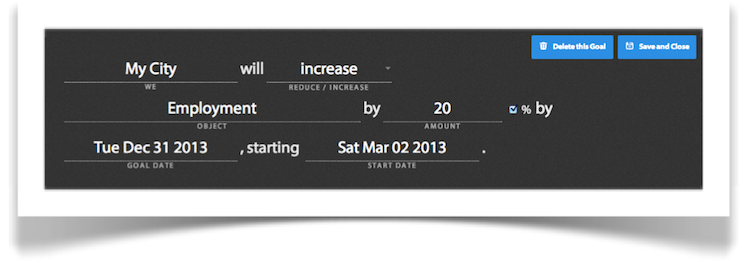 Delete this Goal Save and Close
My City will increase
WE REDUCE / INCREASE
Employment by 20 % by
OBJECT AMOUNT
Tue Dec 31 2013 , starting Sat Mar 02 2013 .
GOAL DATE START DATE